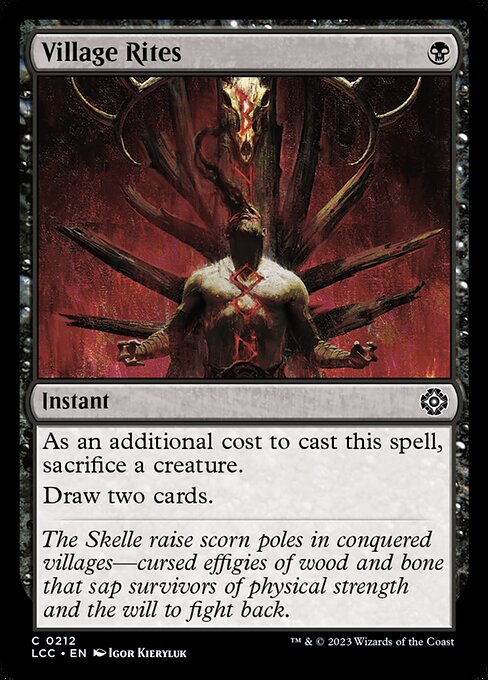 Village Rites
Instant
As an additional cost to cast this spell,
sacrifice a creature.
Draw two cards.
The Skelle raise scorn poles in conquered
villages—cursed effigies of wood and bone
that sap survivors of physical strength
and the will to fight back.
C 0212
LCC • EN Igor Kieryluk
™ & © 2023 Wizards of the Coast